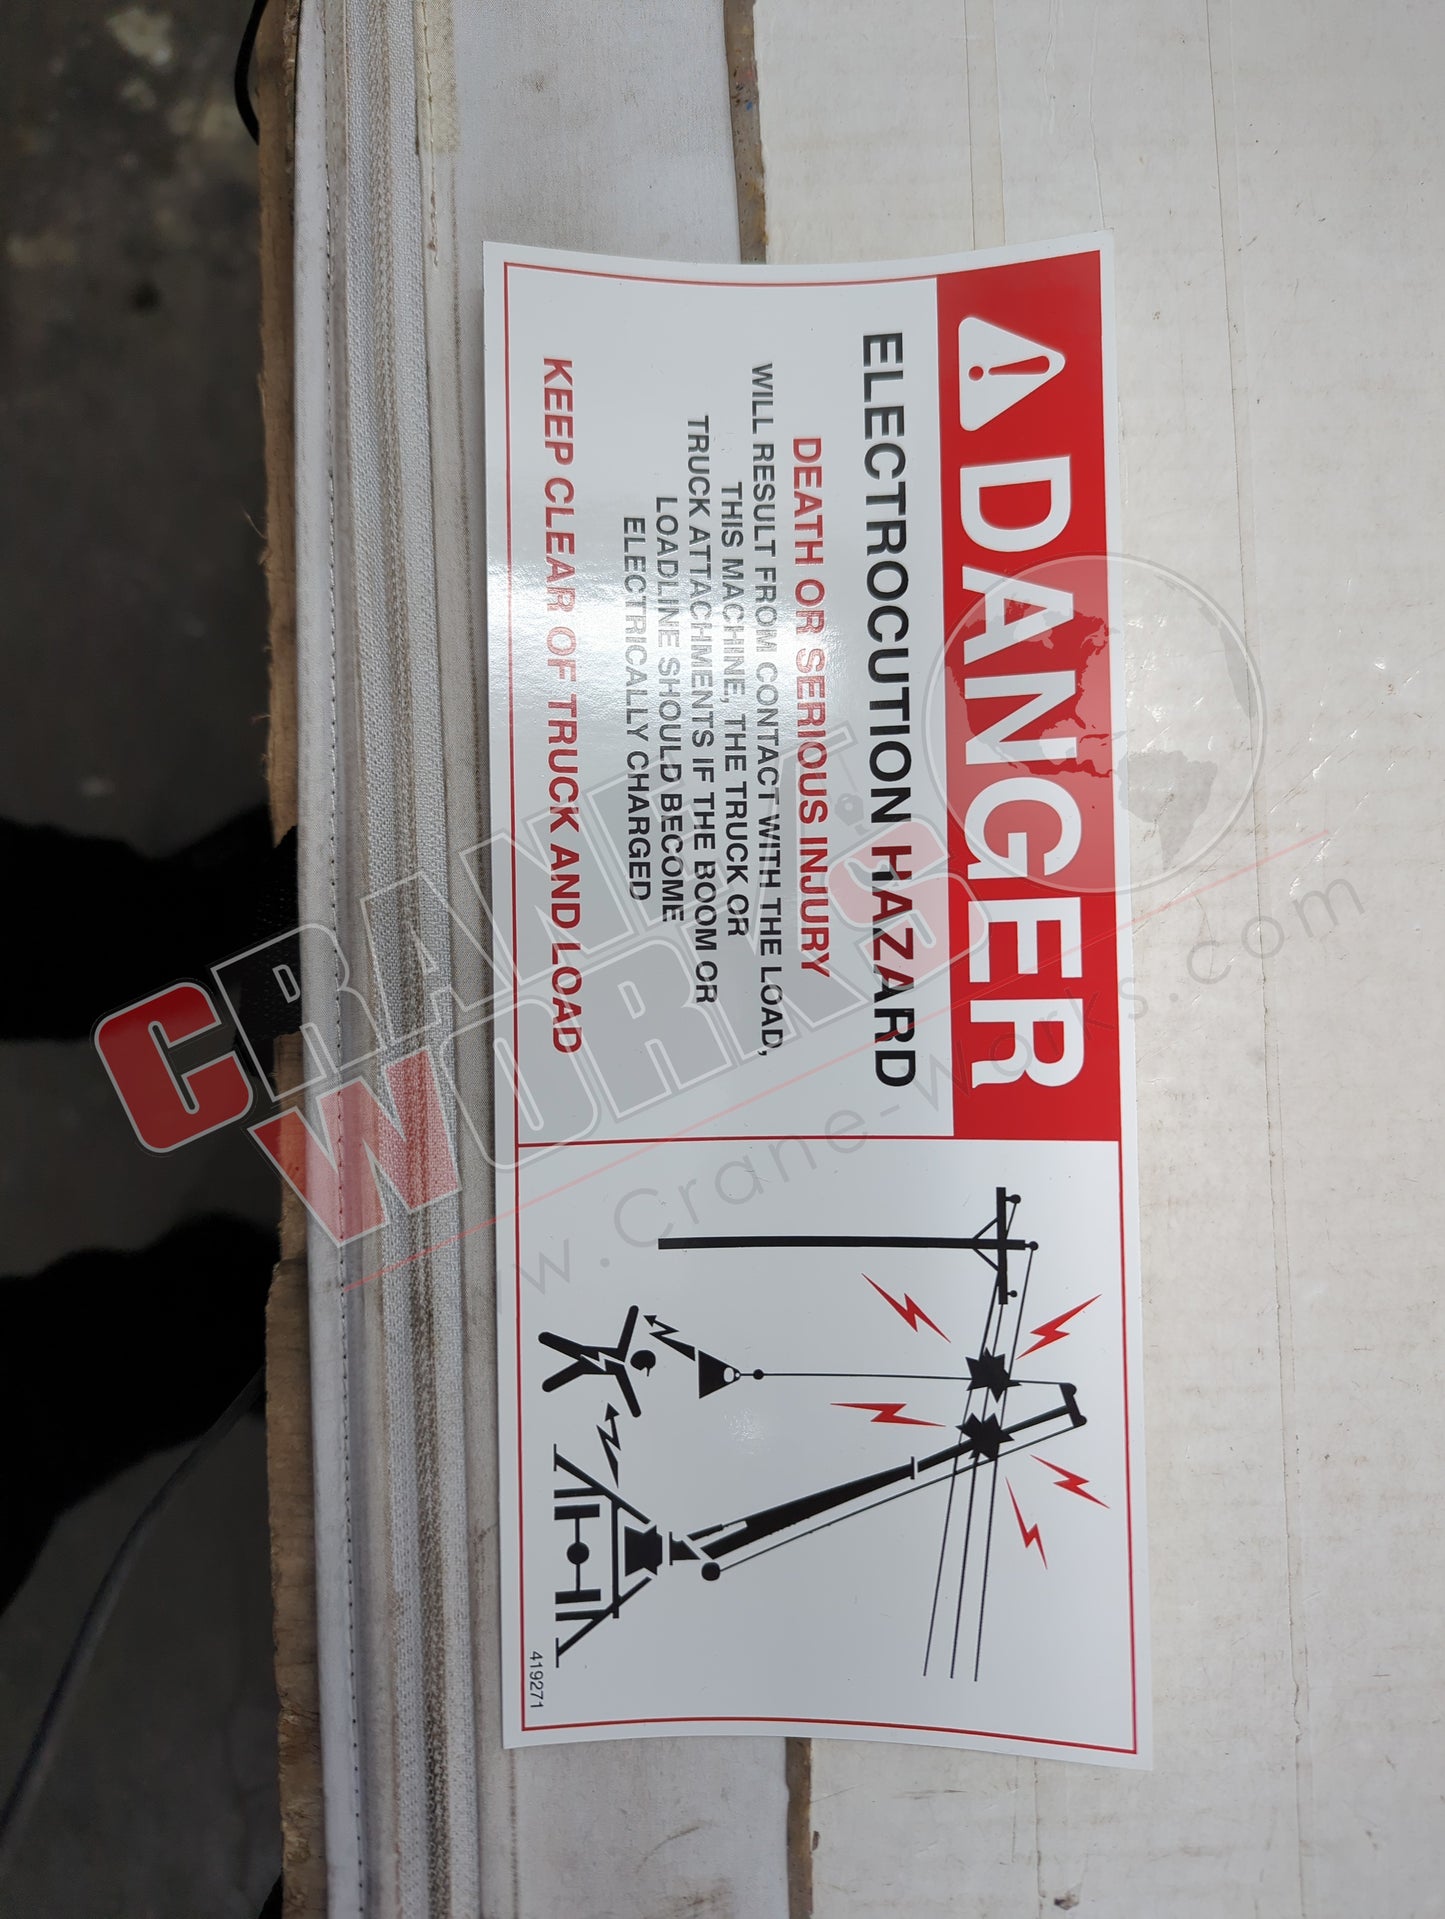 DANGER
ELECTROCUTION HAZARD
DEATH OR SERIOUS INJURY
WILL RESULT FROM CONTACT WITH THE LOAD,
THIS MACHINE, THE TRUCK OR
TRUCK ATTACHMENTS IF THE BOOM OR
LOADLINE SHOULD BECOME
ELECTRICALLY CHARGED
KEEP CLEAR OF TRUCK AND LOAD
419271
CRANE
WORKS
w.Crane-Works.com